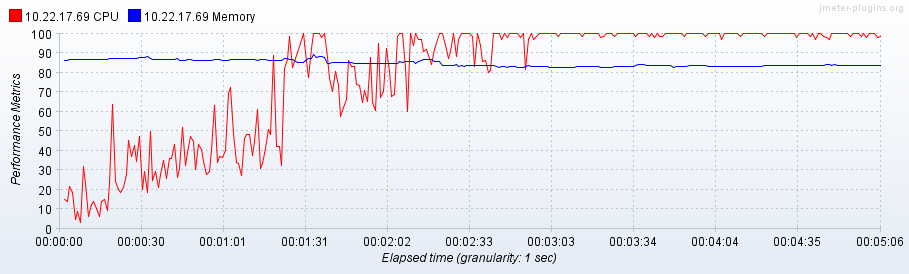 jmeter-plugins.org
10.22.17.69 CPU 10.22.17.69 Memory
100
90
80
70
60
50
40
30
20
10
0
Performance Metrics
00:00:00 00:00:30 00:01:01 00:01:31 00:02:02 00:02:33 00:03:03 00:03:34 00:04:04 00:04:35 00:05:06
Elapsed time (granularity: 1 sec)